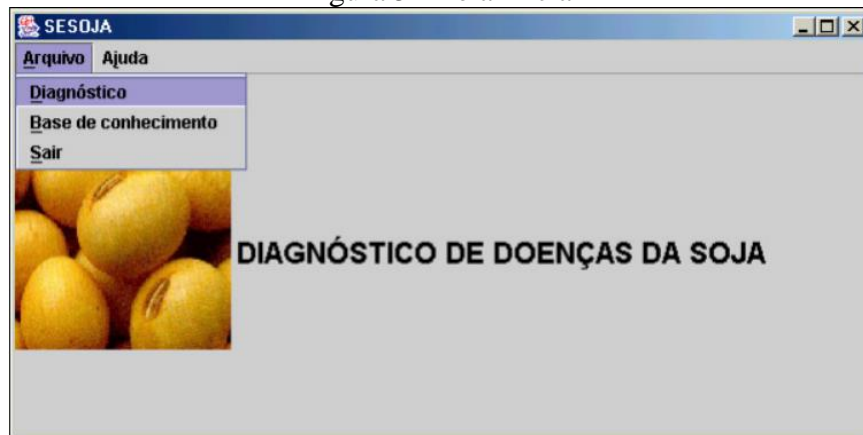 SESOJA
Arquivo Ajuda
Diagnóstico
Base de conhecimento
Sair
DIAGNÓSTICO DE DOENÇAS DA SOJA